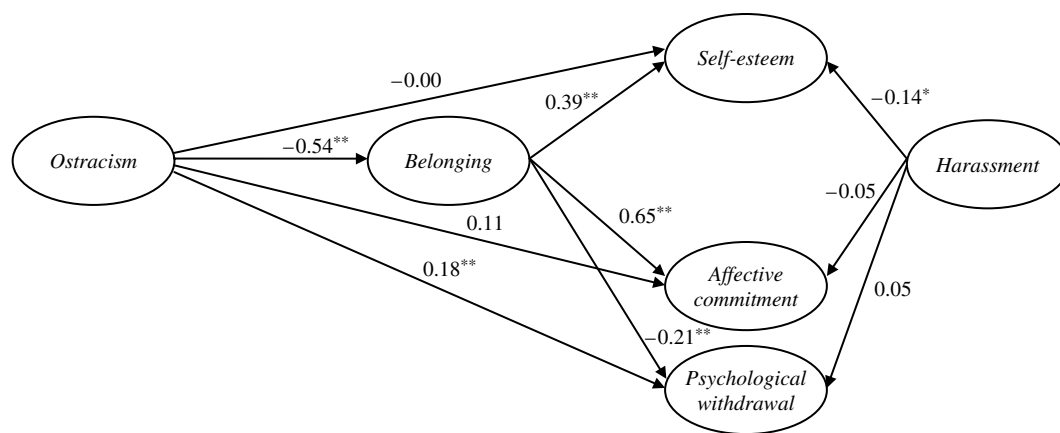 Self-esteem
−0.00
0.39**
−0.14*
−0.54**
Ostracism
Belonging
Harassment
−0.05
0.65**
0.11
0.18**
Affective
commitment
0.05
−0.21**
Psychological
withdrawal